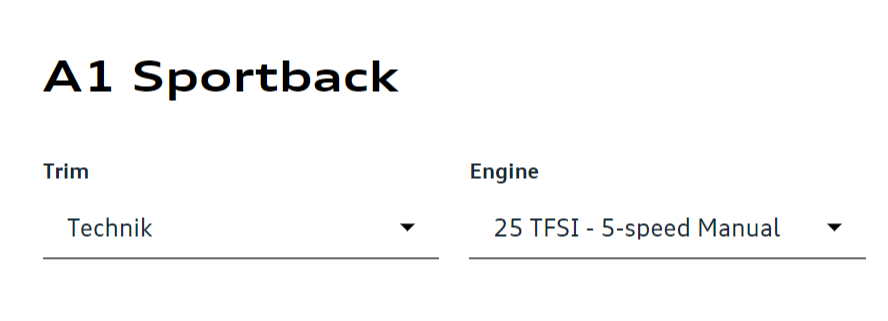 A1 Sportback
Trim
Engine
Technik
25 TFSI - 5-speed Manual